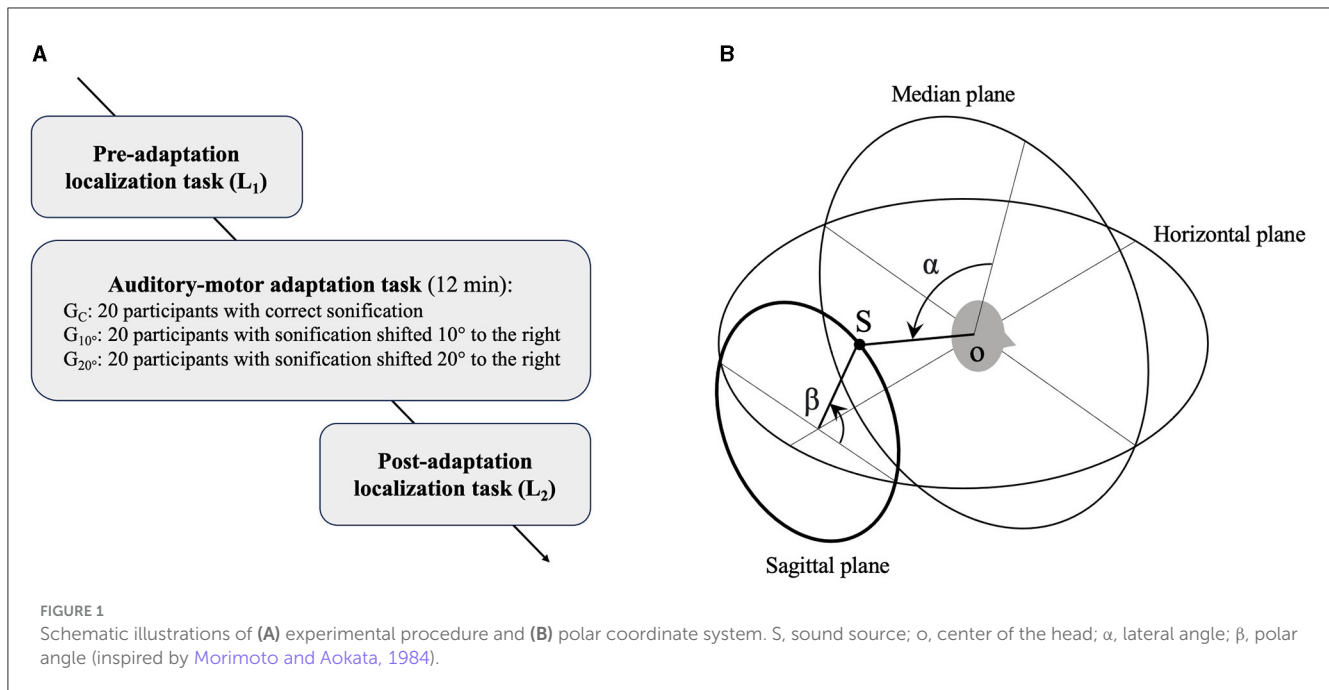 A
Pre-adaptation
localization task (L₁)
Auditory-motor adaptation task (12 min):
G_C: 20 participants with correct sonification
G₁₀°: 20 participants with sonification shifted 10° to the right
G₂₀°: 20 participants with sonification shifted 20° to the right
Post-adaptation
localization task (L₂)
B
Median plane
Horizontal plane
α
S
o
β
Sagittal plane
FIGURE 1
Schematic illustrations of (A) experimental procedure and (B) polar coordinate system. S, sound source; o, center of the head; α, lateral angle; β, polar
angle (inspired by Morimoto and Aokata, 1984).